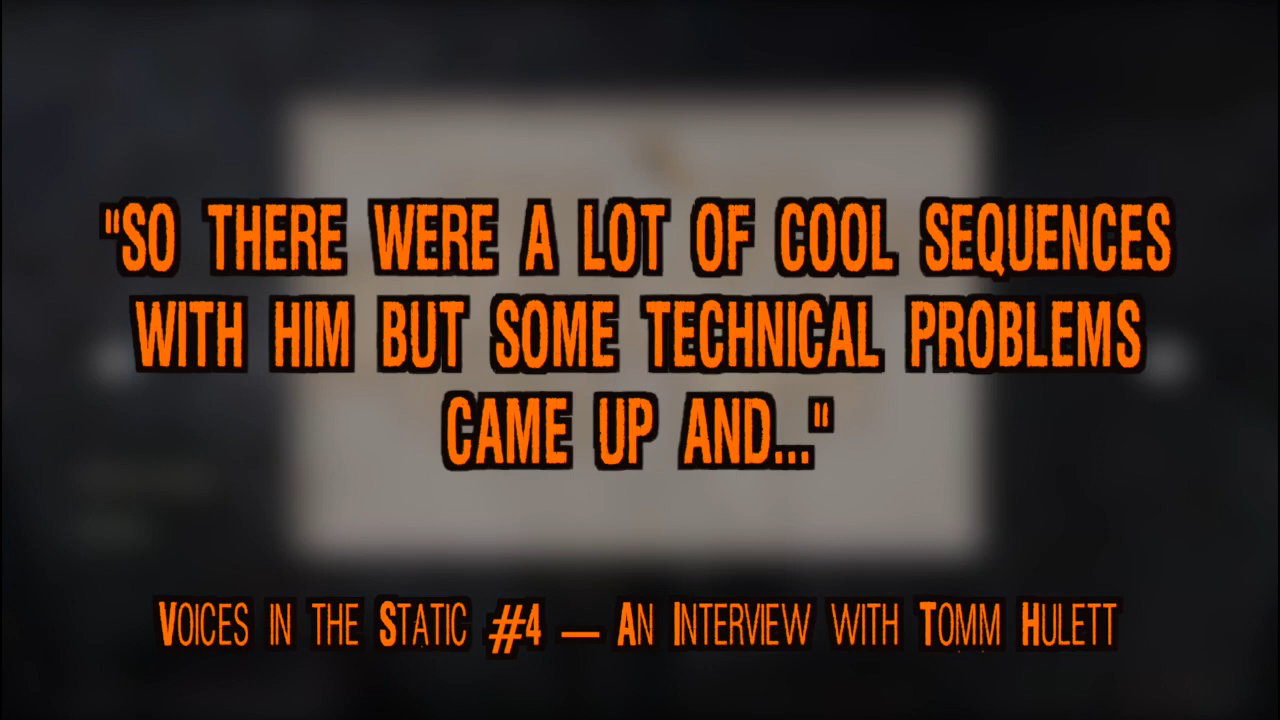 "SO THERE WERE A LOT OF COOL SEQUENCES
WITH HIM BUT SOME TECHNICAL PROBLEMS
CAME UP AND..."
VOICES IN THE STATIC #4 — AN INTERVIEW WITH TOMM HULETT